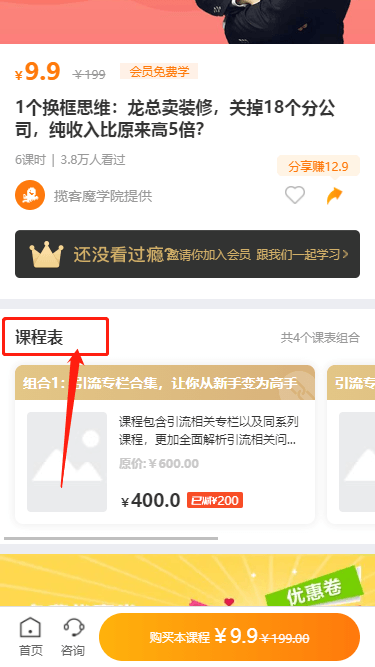 ¥9.9 ¥199 会员免费学
1个换框思维：龙总卖装修，关掉18个分公
司，纯收入比原来高5倍？
6课时 | 3.8万人看过
分享赚12.9
揽客魔学院提供
还没看过瘾？邀请你加入会员 跟我们一起学习>
课程表
共4个课表组合
组合1：引流专栏合集，让你从新手变为高手
引流专
课程包含引流相关专栏以及同系列
课程，更加全面解析引流相关问...
原价:¥600.00
¥400.0 已减¥200
优惠卷
首页
咨询
购买本课程 ¥9.9 ¥199.00